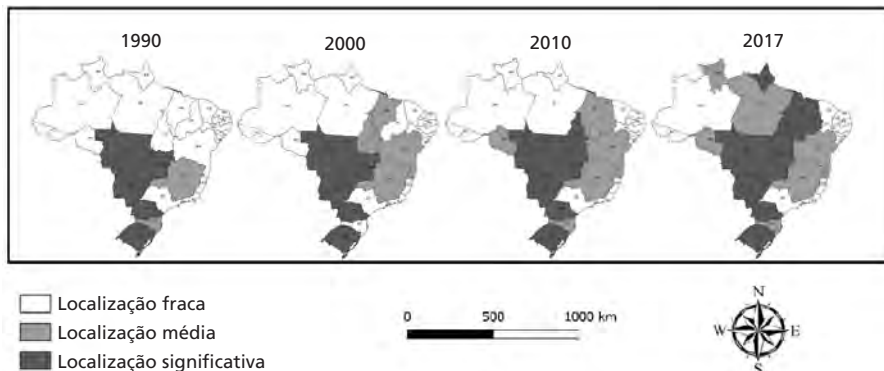 1990 2000 2010 2017
Localização fraca
Localização média
Localização significativa
0 500 1000 km
N
W E
S